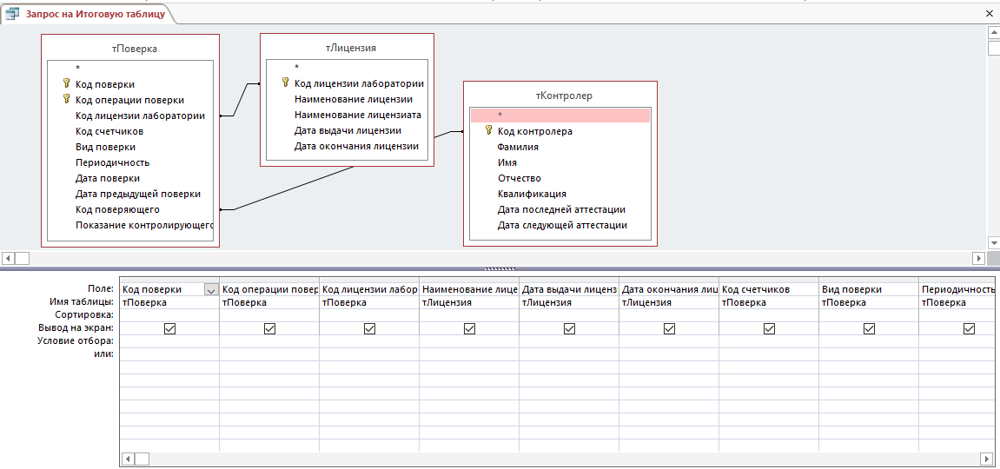 Запрос на Итоговую таблицу
тПоверка
*
Код поверки
Код операции поверки
Код лицензии лаборатории
Код счетчиков
Вид поверки
Периодичность
Дата поверки
Дата предыдущей поверки
Код поверяющего
Показание контролирующего
тЛицензия
*
Код лицензии лаборатории
Наименование лицензии
Наименование лицензиата
Дата выдачи лицензии
Дата окончания лицензии
тКонтролер
*
Код контролера
Фамилия
Имя
Отчество
Квалификация
Дата последней аттестации
Дата следующей аттестации
Поле: Код поверки Код операции повер Код лицензии лабор Наименование лице Дата выдачи лиценз Дата окончания лиц Код счетчиков Вид поверки Периодичность
Имя таблицы: тПоверка тПоверка тПоверка тЛицензия тЛицензия тЛицензия тПоверка тПоверка тПоверка
Сортировка:
Вывод на экран:
Условие отбора:
или: